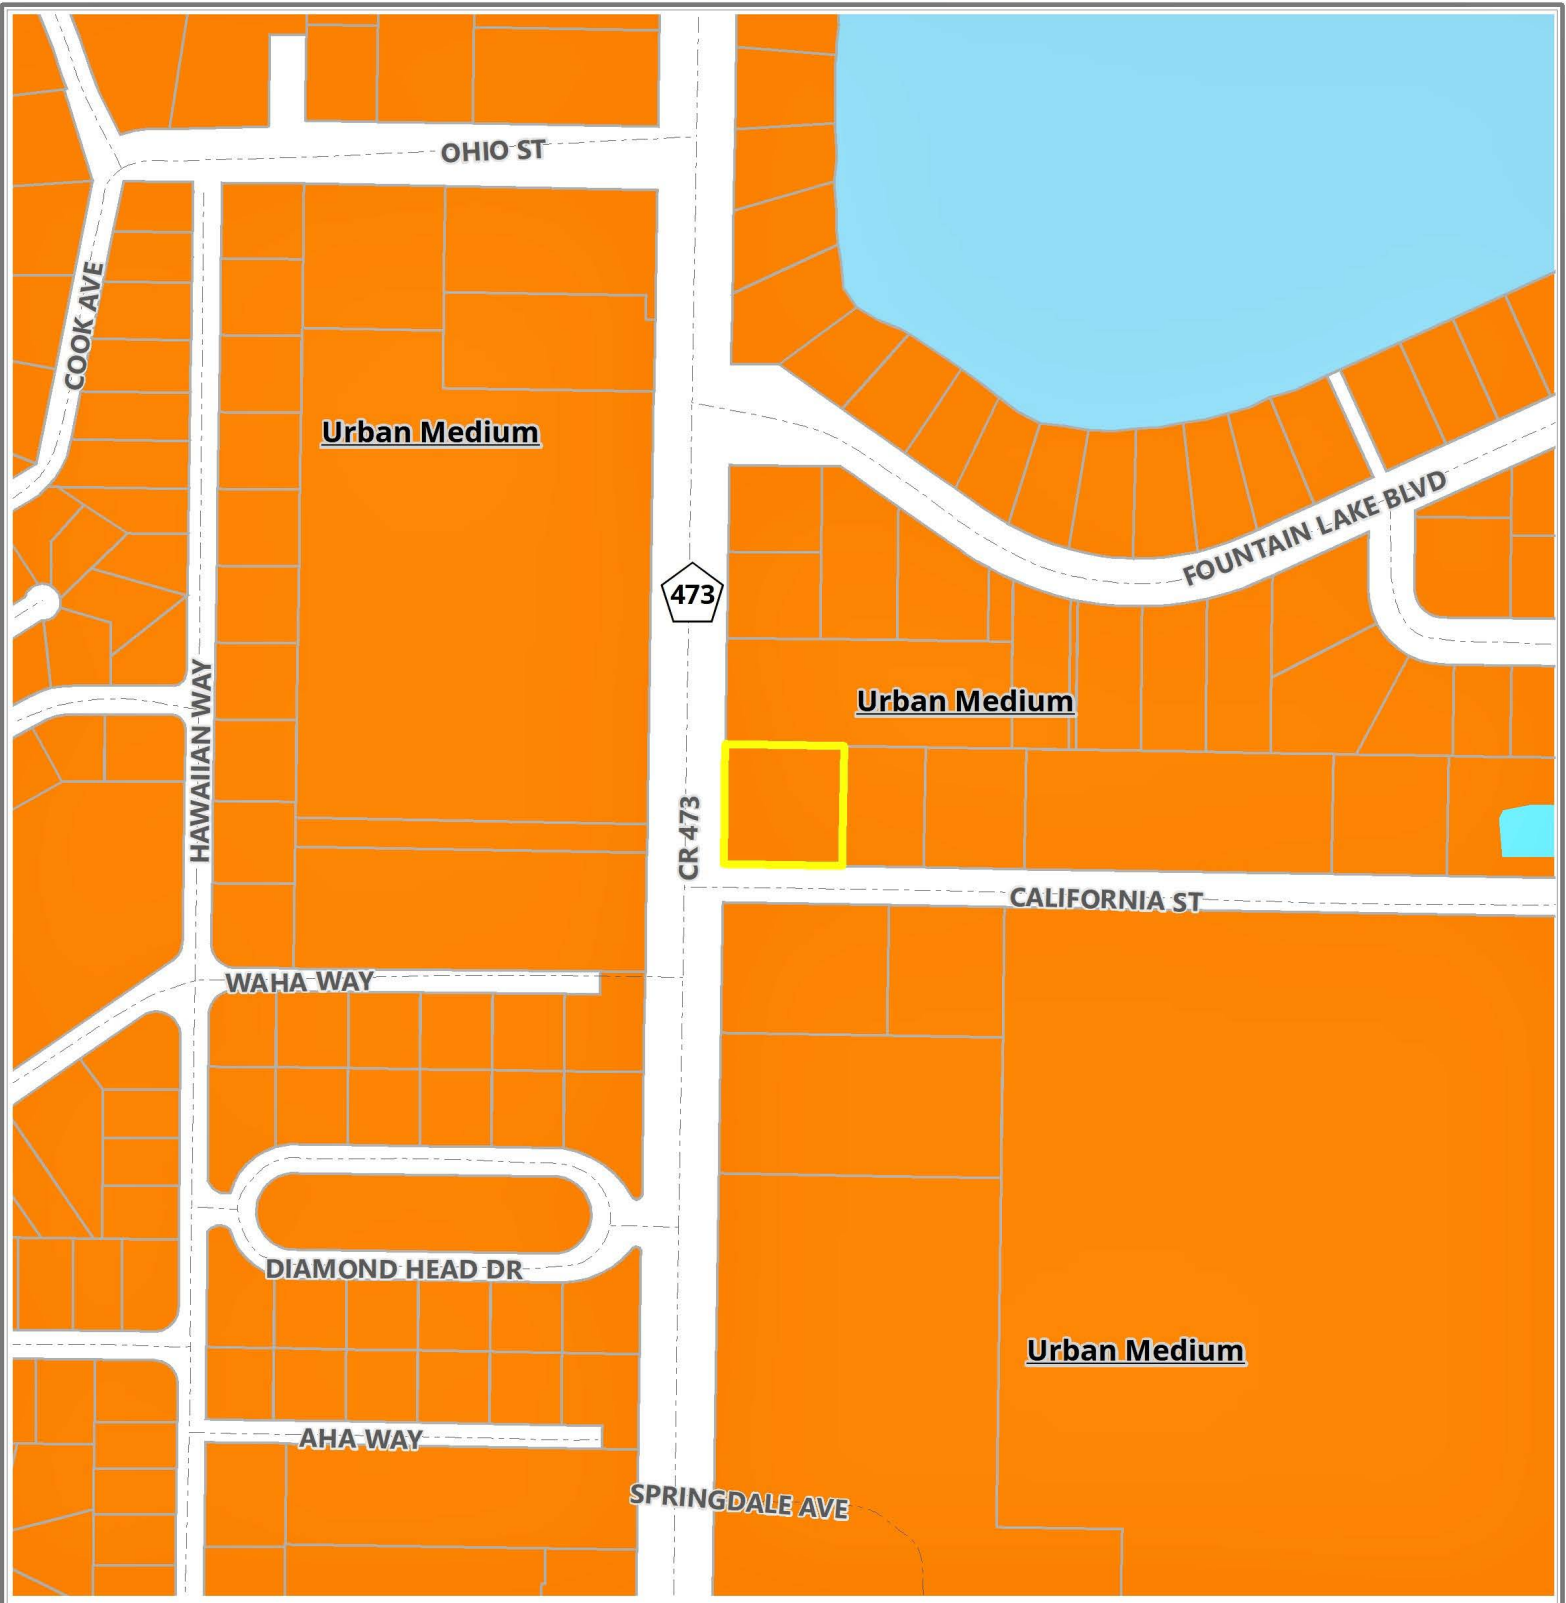 OHIO ST
COOK AVE
Urban Medium
FOUNTAIN LAKE BLVD
473
HAWAIIAN WAY
Urban Medium
CR 473
CALIFORNIA ST
WAHA WAY
DIAMOND HEAD DR
Urban Medium
AHA WAY
SPRINGDALE AVE